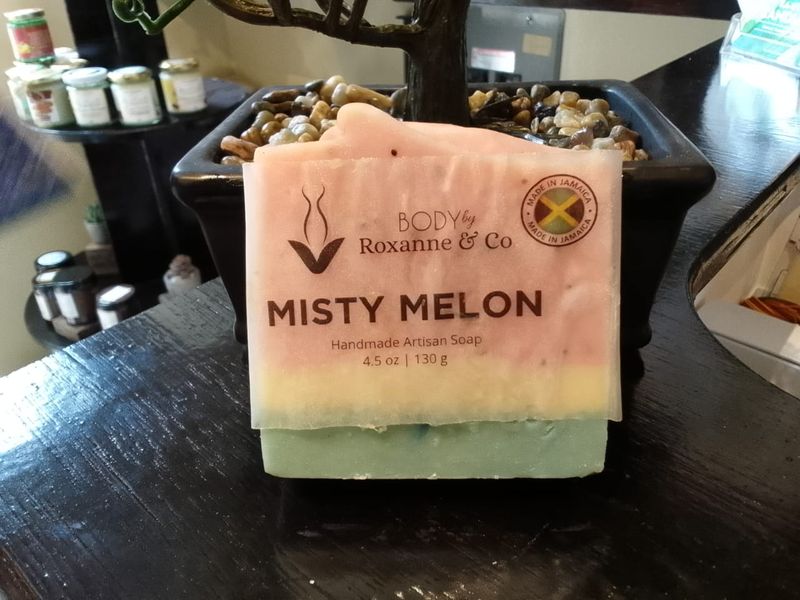 BODY by
Roxanne & Co
MADE IN JAMAICA
MADE IN JAMAICA
MISTY MELON
Handmade Artisan Soap
4.5 oz | 130 g